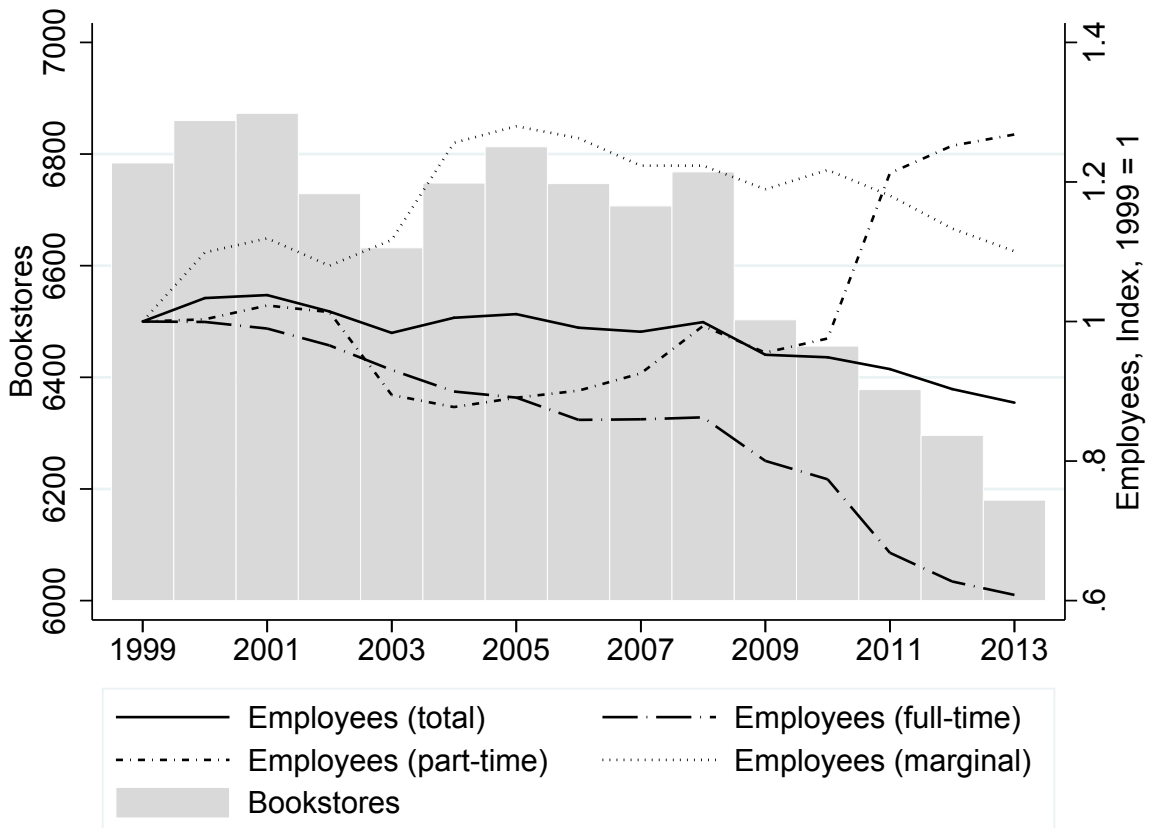 Bookstores
7000
6800
6600
6400
6200
6000
1.4
1.2
1
.8
.6
Employees, Index, 1999 = 1
1999 2001 2003 2005 2007 2009 2011 2013
Employees (total) Employees (full-time)
Employees (part-time) Employees (marginal)
Bookstores